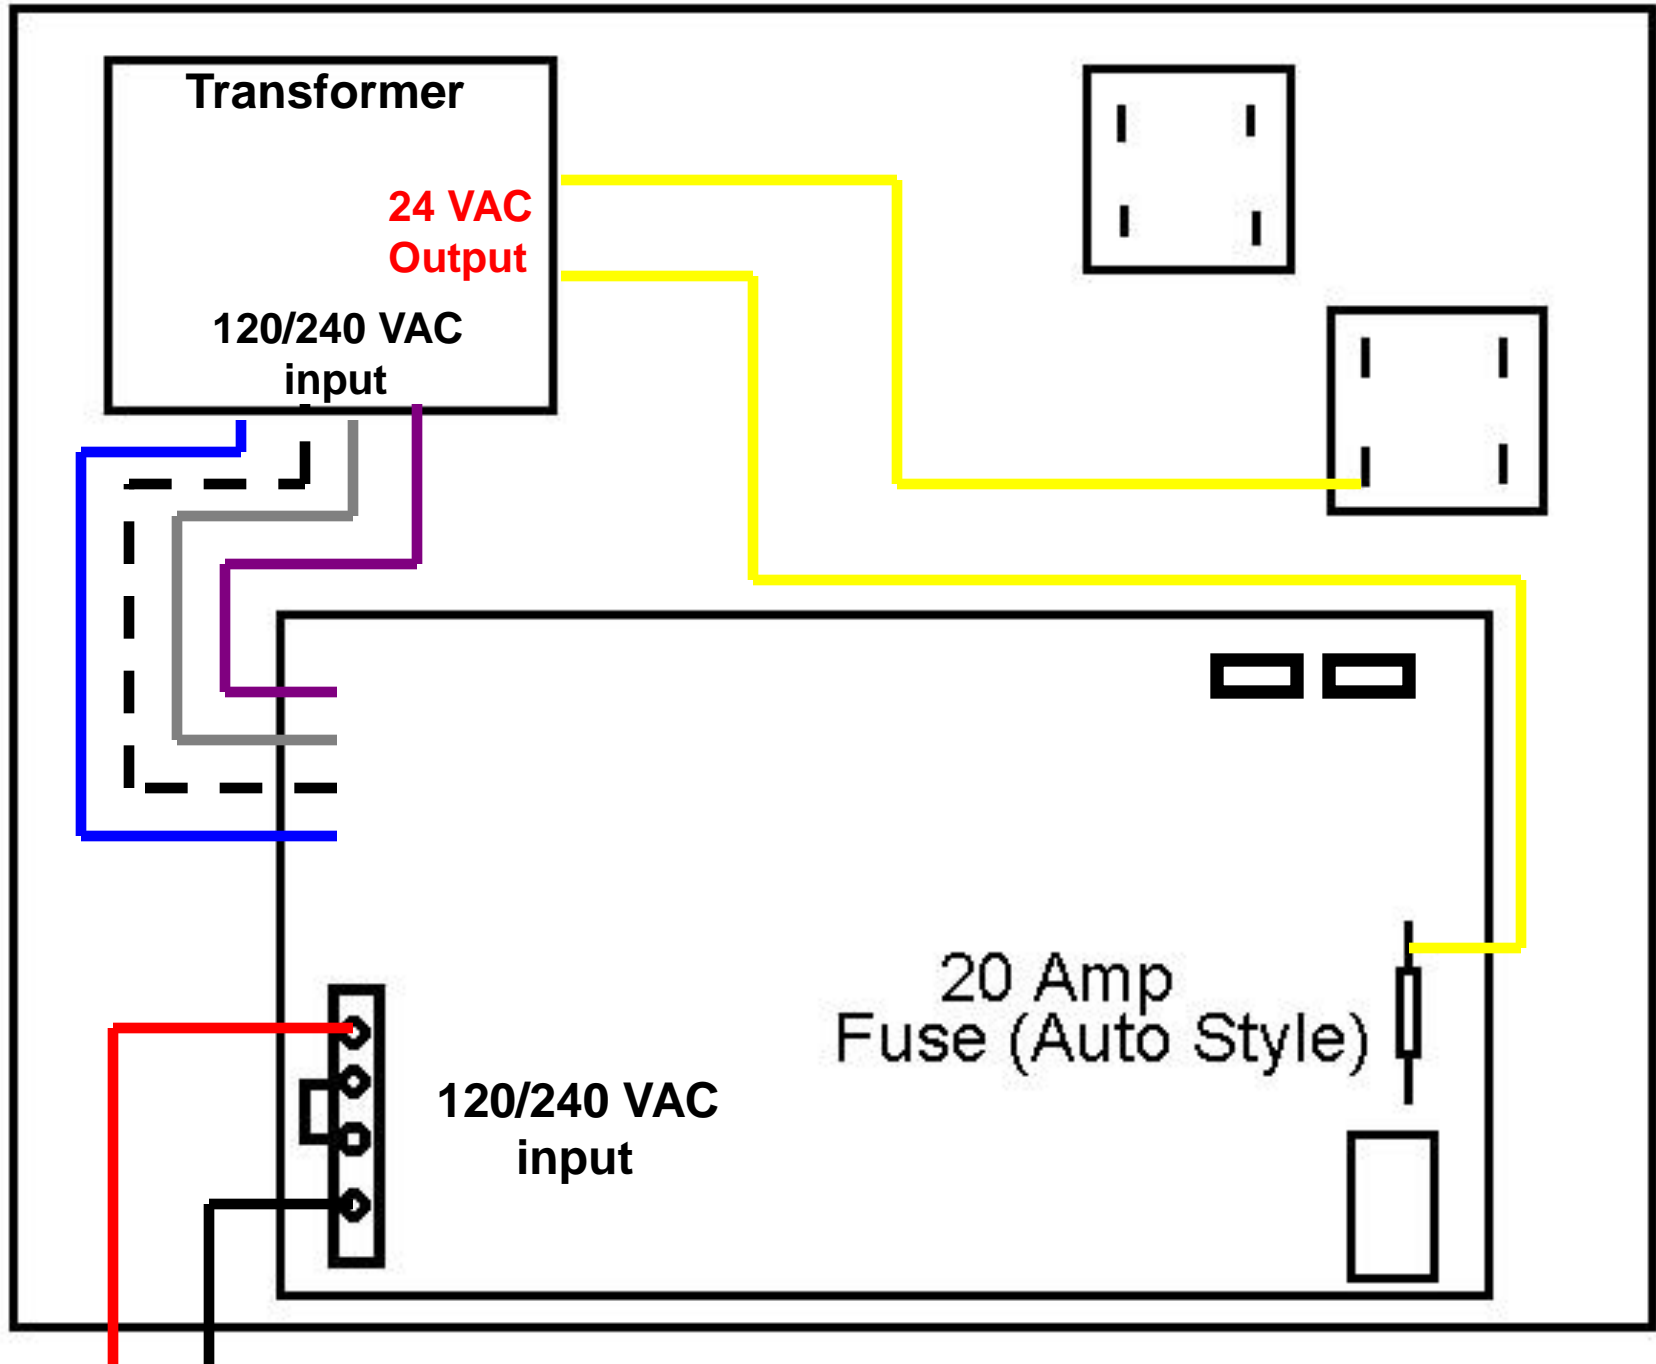 Transformer
24 VAC
Output
120/240 VAC
input
20 Amp
Fuse (Auto Style)
120/240 VAC
input